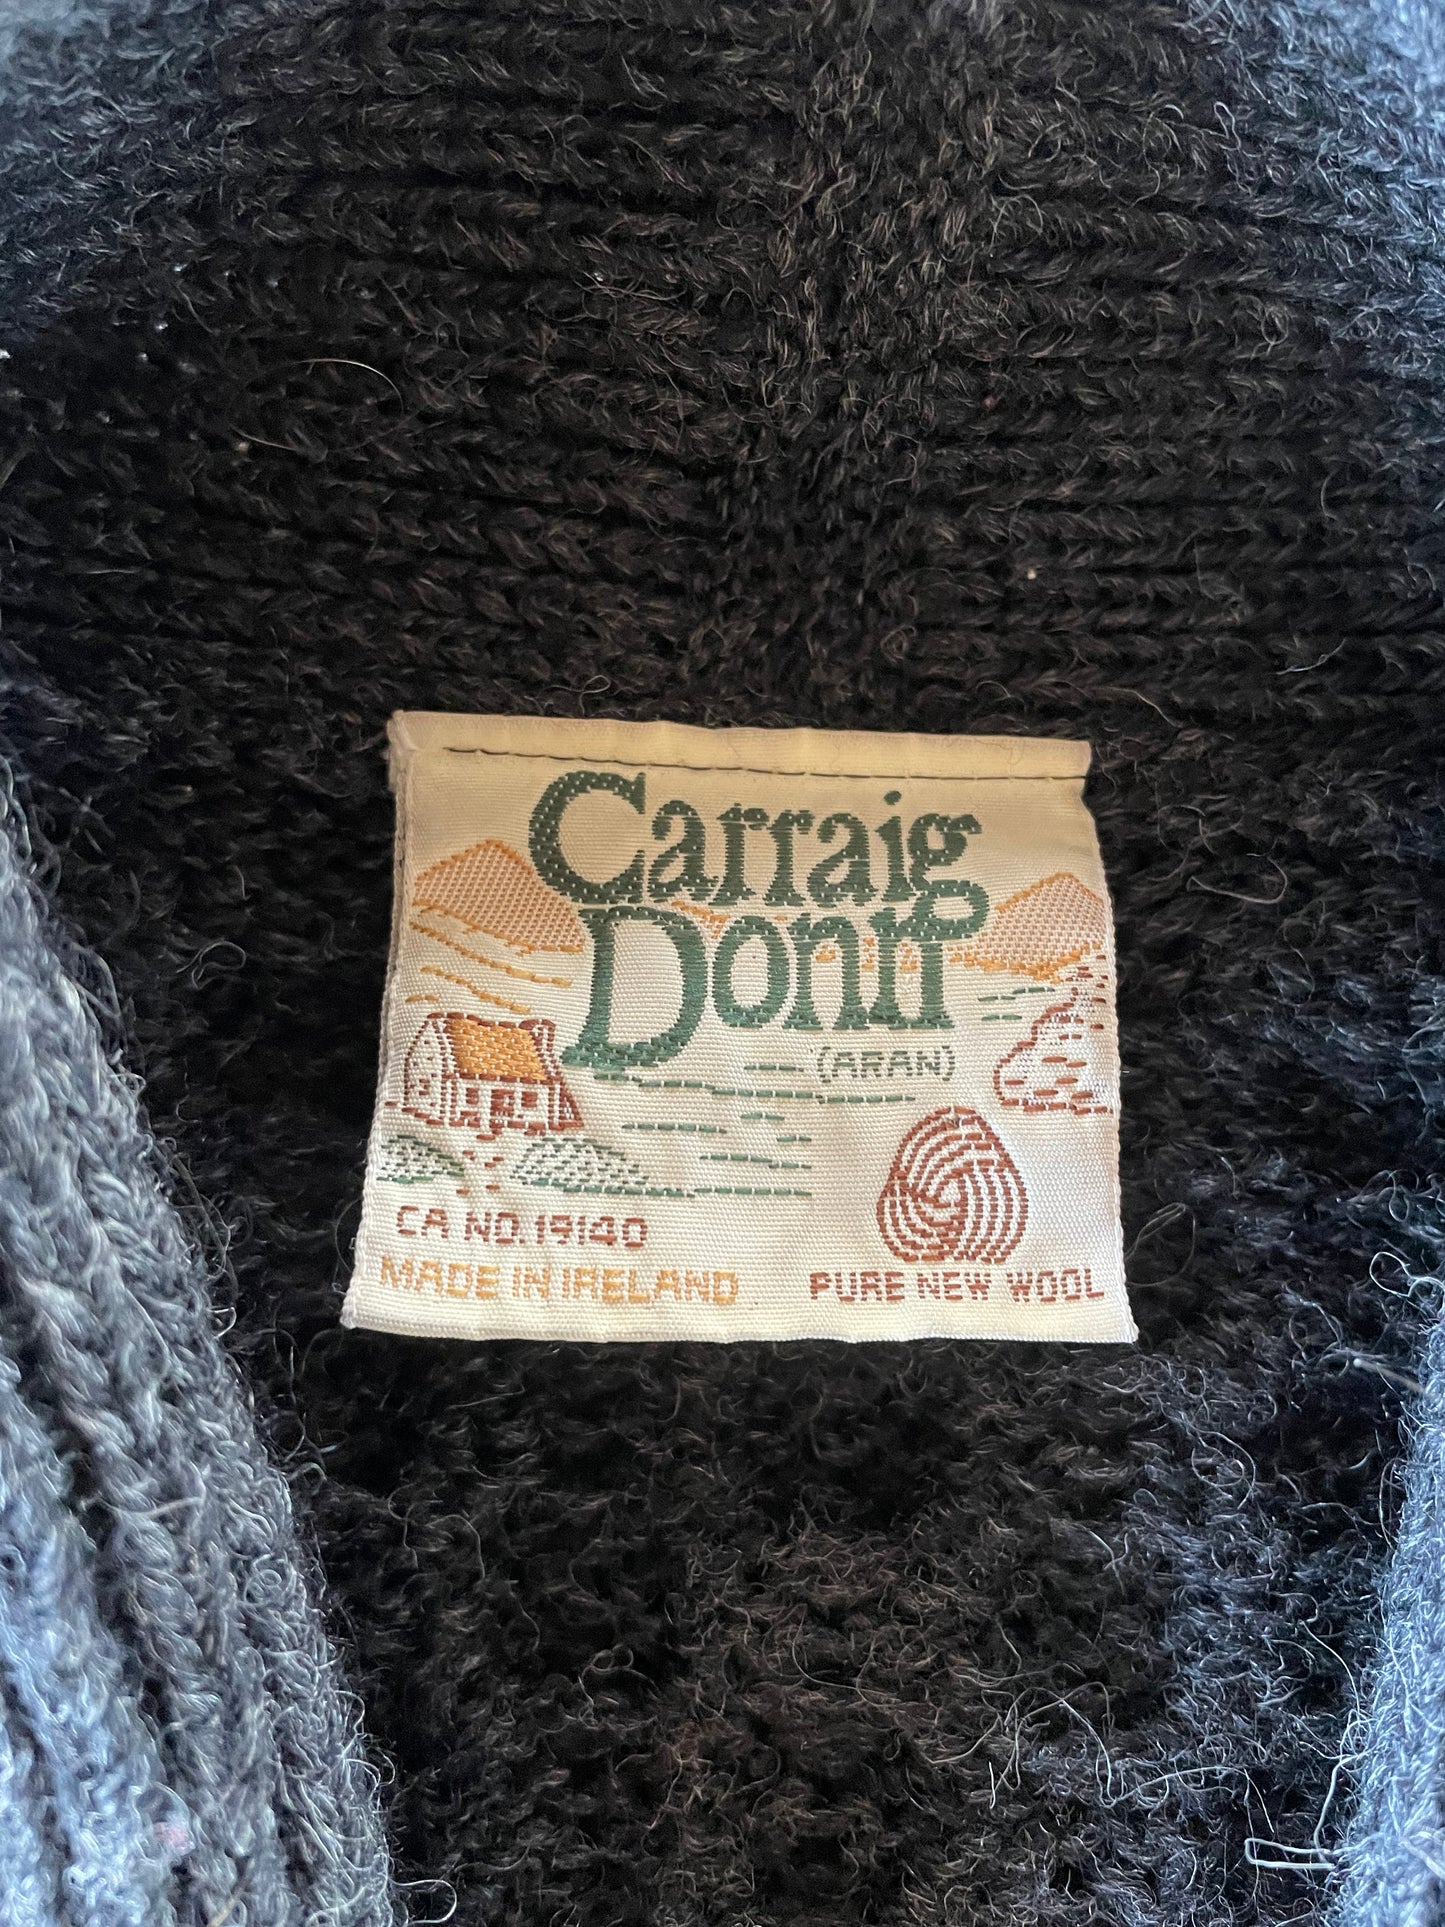 Carraig
Donn
(ARAN)
CA NO. 19140
MADE IN IRELAND
PURE NEW WOOL